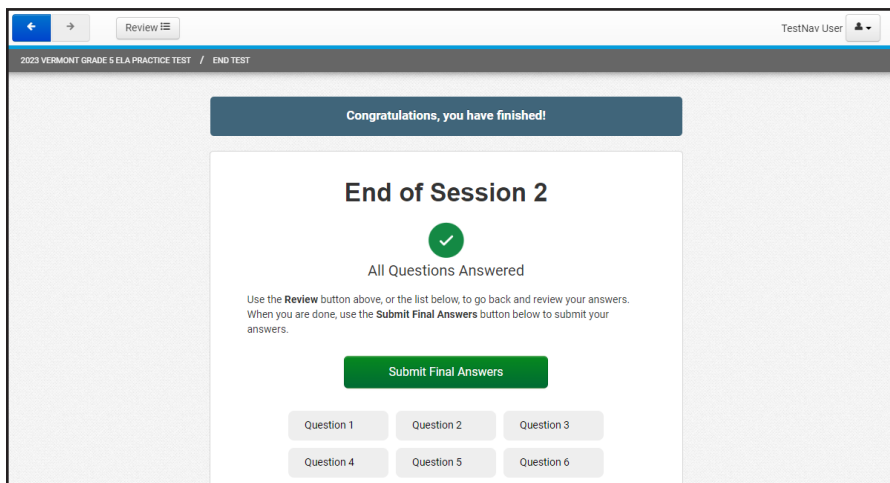 Review
TestNav User
2023 VERMONT GRADE 5 ELA PRACTICE TEST / END TEST
Congratulations, you have finished!
End of Session 2
All Questions Answered
Use the Review button above, or the list below, to go back and review your answers.
When you are done, use the Submit Final Answers button below to submit your
answers.
Submit Final Answers
Question 1 Question 2 Question 3
Question 4 Question 5 Question 6